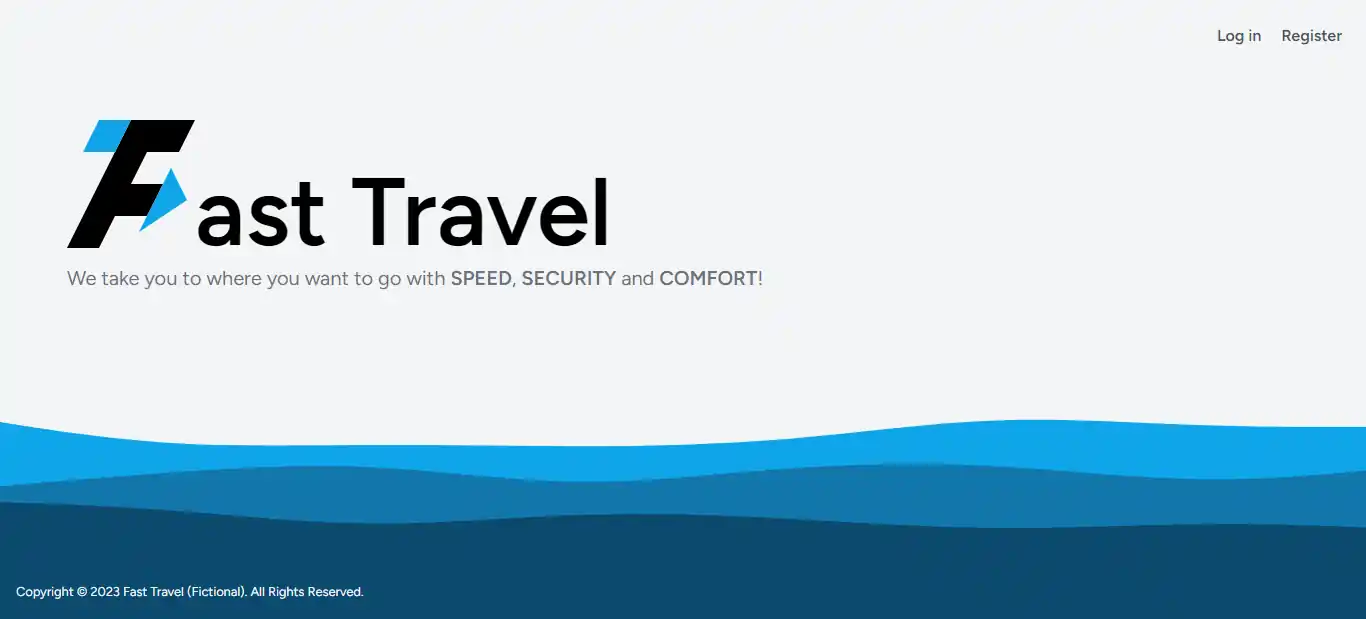 Log in Register
Fast Travel
We take you to where you want to go with SPEED, SECURITY and COMFORT!
Copyright © 2023 Fast Travel (Fictional). All Rights Reserved.